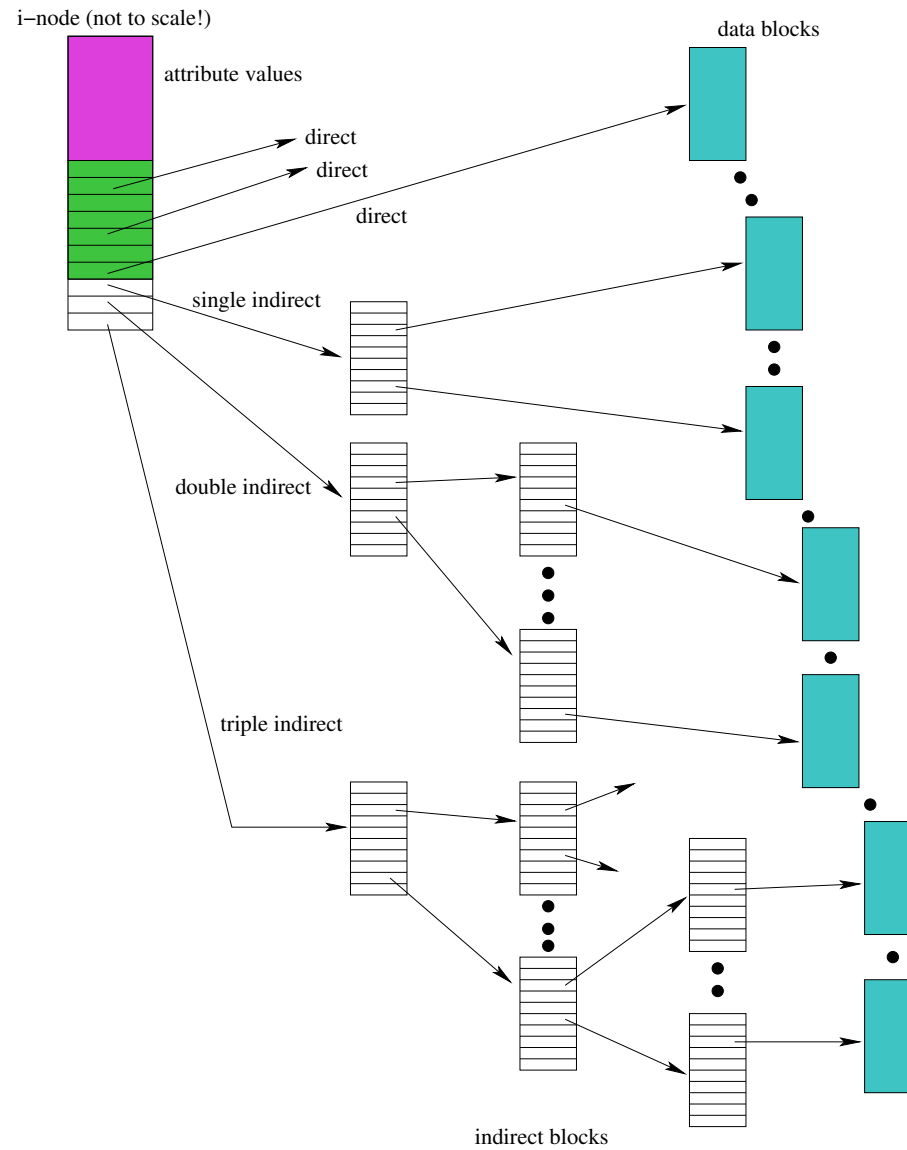 i−node (not to scale!)
data blocks
attribute values
direct
direct
direct
single indirect
double indirect
triple indirect
indirect blocks